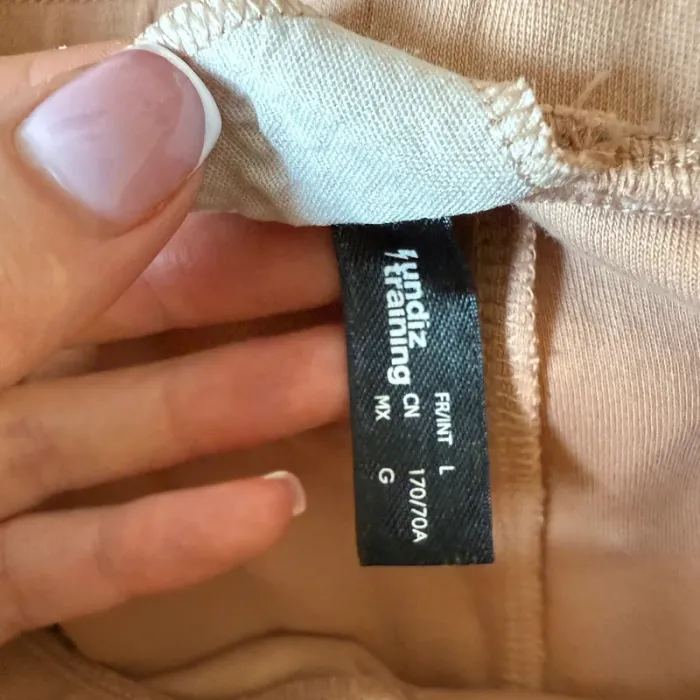 undiz
training
FR/INT L
CN 170/70A
MX G